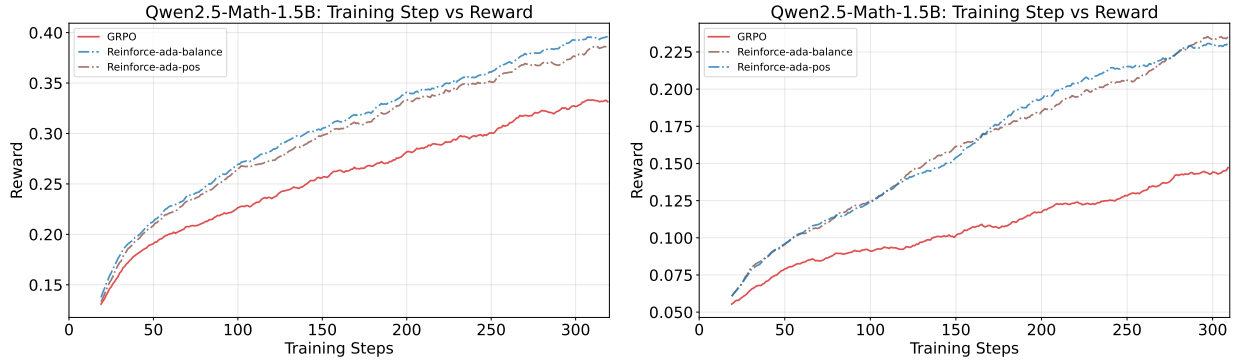 Qwen2.5-Math-1.5B: Training Step vs Reward
GRPO
Reinforce-ada-balance
Reinforce-ada-pos
0.40
0.35
0.30
0.25
0.20
0.15
Reward
0
50
100
150
200
250
300
Training Steps
Qwen2.5-Math-1.5B: Training Step vs Reward
GRPO
Reinforce-ada-balance
Reinforce-ada-pos
0.225
0.200
0.175
0.150
0.125
0.100
0.075
0.050
Reward
0
50
100
150
200
250
300
Training Steps